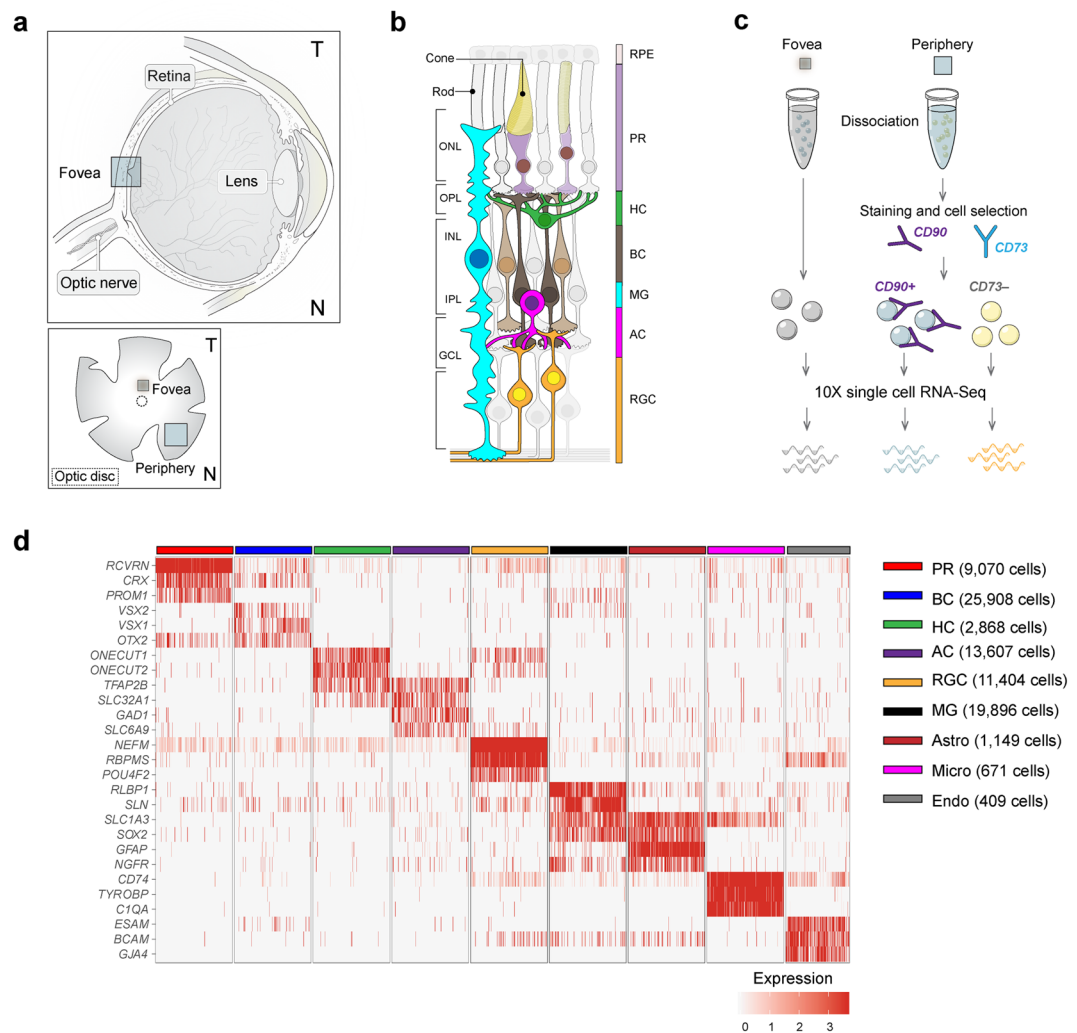 a
T
Retina
Fovea
Lens
Optic nerve
N
T
Fovea
Periphery
N
Optic disc
b
Cone
Rod
ONL
OPL
INL
IPL
GCL
RPE
PR
HC
BC
MG
AC
RGC
c
Fovea
Periphery
Dissociation
Staining and cell selection
CD90
CD73
CD90+
CD73–
10X single cell RNA-Seq
d
RCVRN
CRX
PROM1
VSX2
VSX1
OTX2
ONECUT1
ONECUT2
TFAP2B
SLC32A1
GAD1
SLC6A9
NEFM
RBPMS
POU4F2
RLBP1
SLN
SLC1A3
SOX2
GFAP
NGFR
CD74
TYROBP
C1QA
ESAM
BCAM
GJA4
PR (9,070 cells)
BC (25,908 cells)
HC (2,868 cells)
AC (13,607 cells)
RGC (11,404 cells)
MG (19,896 cells)
Astro (1,149 cells)
Micro (671 cells)
Endo (409 cells)
Expression
0 1 2 3